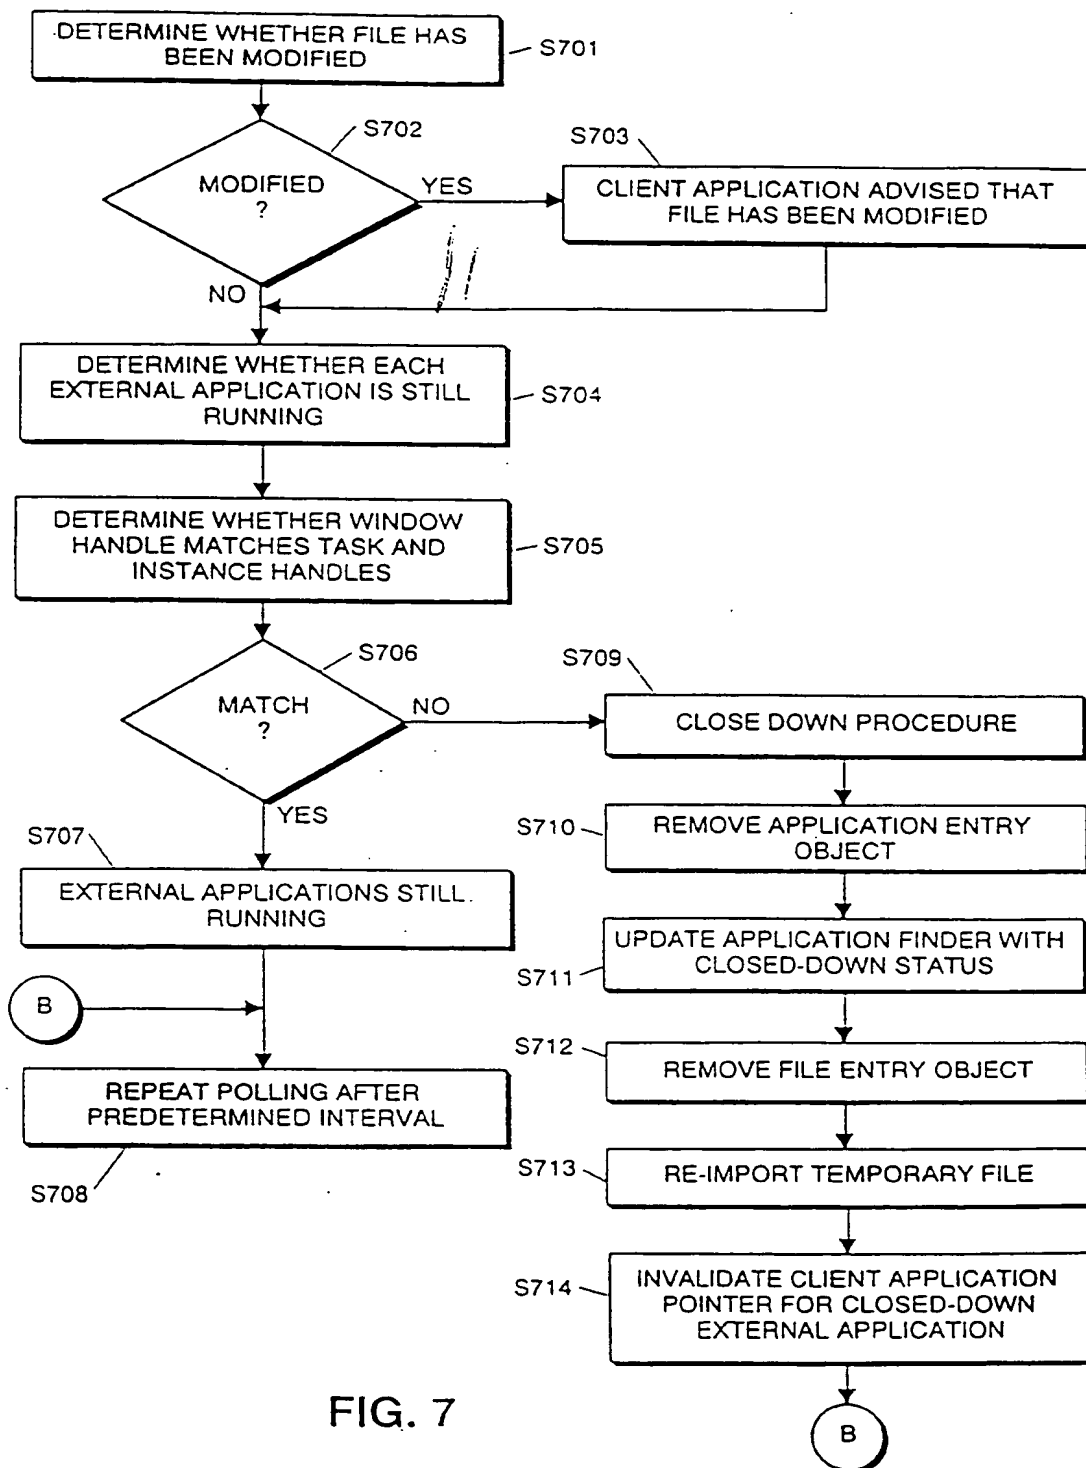 DETERMINE WHETHER FILE HAS
BEEN MODIFIED
S701
S702
MODIFIED
?
YES
NO
S703
CLIENT APPLICATION ADVISED THAT
FILE HAS BEEN MODIFIED
DETERMINE WHETHER EACH
EXTERNAL APPLICATION IS STILL
RUNNING
S704
DETERMINE WHETHER WINDOW
HANDLE MATCHES TASK AND
INSTANCE HANDLES
S705
S706
MATCH
?
NO
YES
S707
EXTERNAL APPLICATIONS STILL
RUNNING
B
REPEAT POLLING AFTER
PREDETERMINED INTERVAL
S708
S709
CLOSE DOWN PROCEDURE
S710
REMOVE APPLICATION ENTRY
OBJECT
UPDATE APPLICATION FINDER WITH
CLOSED-DOWN STATUS
S711
S712
REMOVE FILE ENTRY OBJECT
S713
RE-IMPORT TEMPORARY FILE
S714
INVALIDATE CLIENT APPLICATION
POINTER FOR CLOSED-DOWN
EXTERNAL APPLICATION
B
FIG. 7